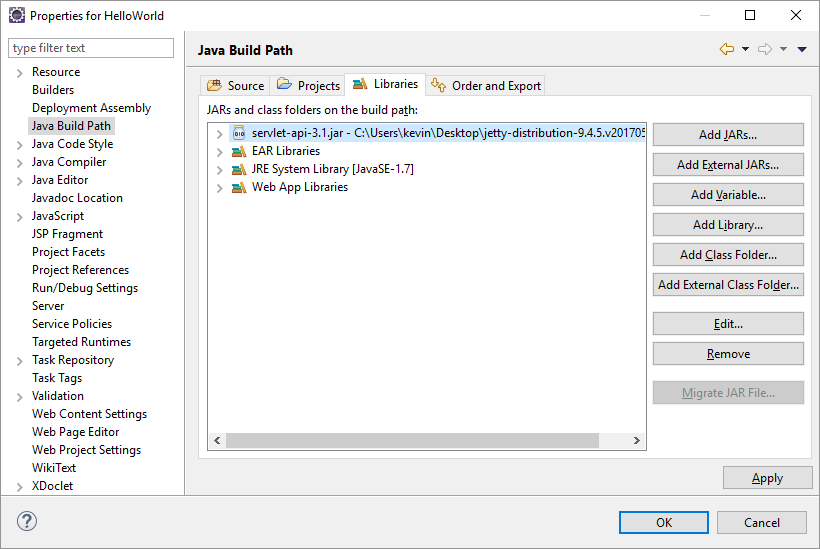 Properties for HelloWorld
type filter text
Resource
Builders
Deployment Assembly
Java Build Path
Java Code Style
Java Compiler
Java Editor
Javadoc Location
JavaScript
JSP Fragment
Project Facets
Project References
Run/Debug Settings
Server
Service Policies
Targeted Runtimes
Task Repository
Task Tags
Validation
Web Content Settings
Web Page Editor
Web Project Settings
WikiText
XDoclet
Java Build Path
Source Projects Libraries Order and Export
JARs and class folders on the build path:
servlet-api-3.1.jar - C:\Users\kevin\Desktop\jetty-distribution-9.4.5.v201705
EAR Libraries
JRE System Library [JavaSE-1.7]
Web App Libraries
Add JARs...
Add External JARs...
Add Variable...
Add Library...
Add Class Folder...
Add External Class Folder...
Edit...
Remove
Migrate JAR File...
Apply
OK Cancel